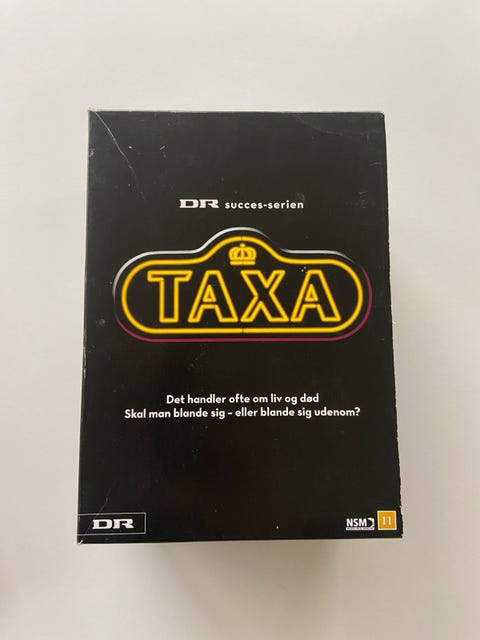 DR succes-serien
TAXA
Det handler ofte om liv og død
Skal man blande sig – eller blande sig udenom?
DR
NSM
11